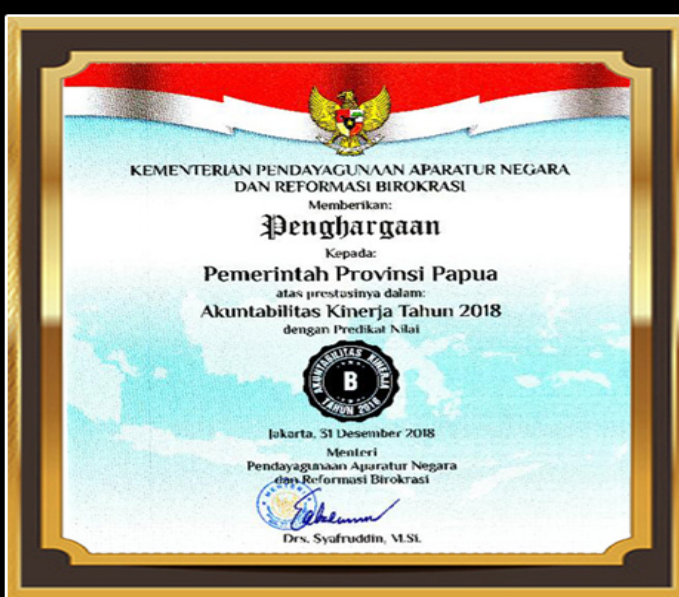 KEMENTERIAN PENDAYAGUNAAN APARATUR NEGARA
DAN REFORMASI BIROKRASI
Memberikan:
Penghargaan
Kepada:
Pemerintah Provinsi Papua
atas prestasinya dalam:
Akuntabilitas Kinerja Tahun 2018
dengan Predikat Nilai
AKUNTABILITAS KINERJA
B
TAHUN 2018
Jakarta, 31 Desember 2018
Menteri
Pendayagunaan Aparatur Negara
dan Reformasi Birokrasi
MENTERI
Drs. Syafruddin, M.Si.